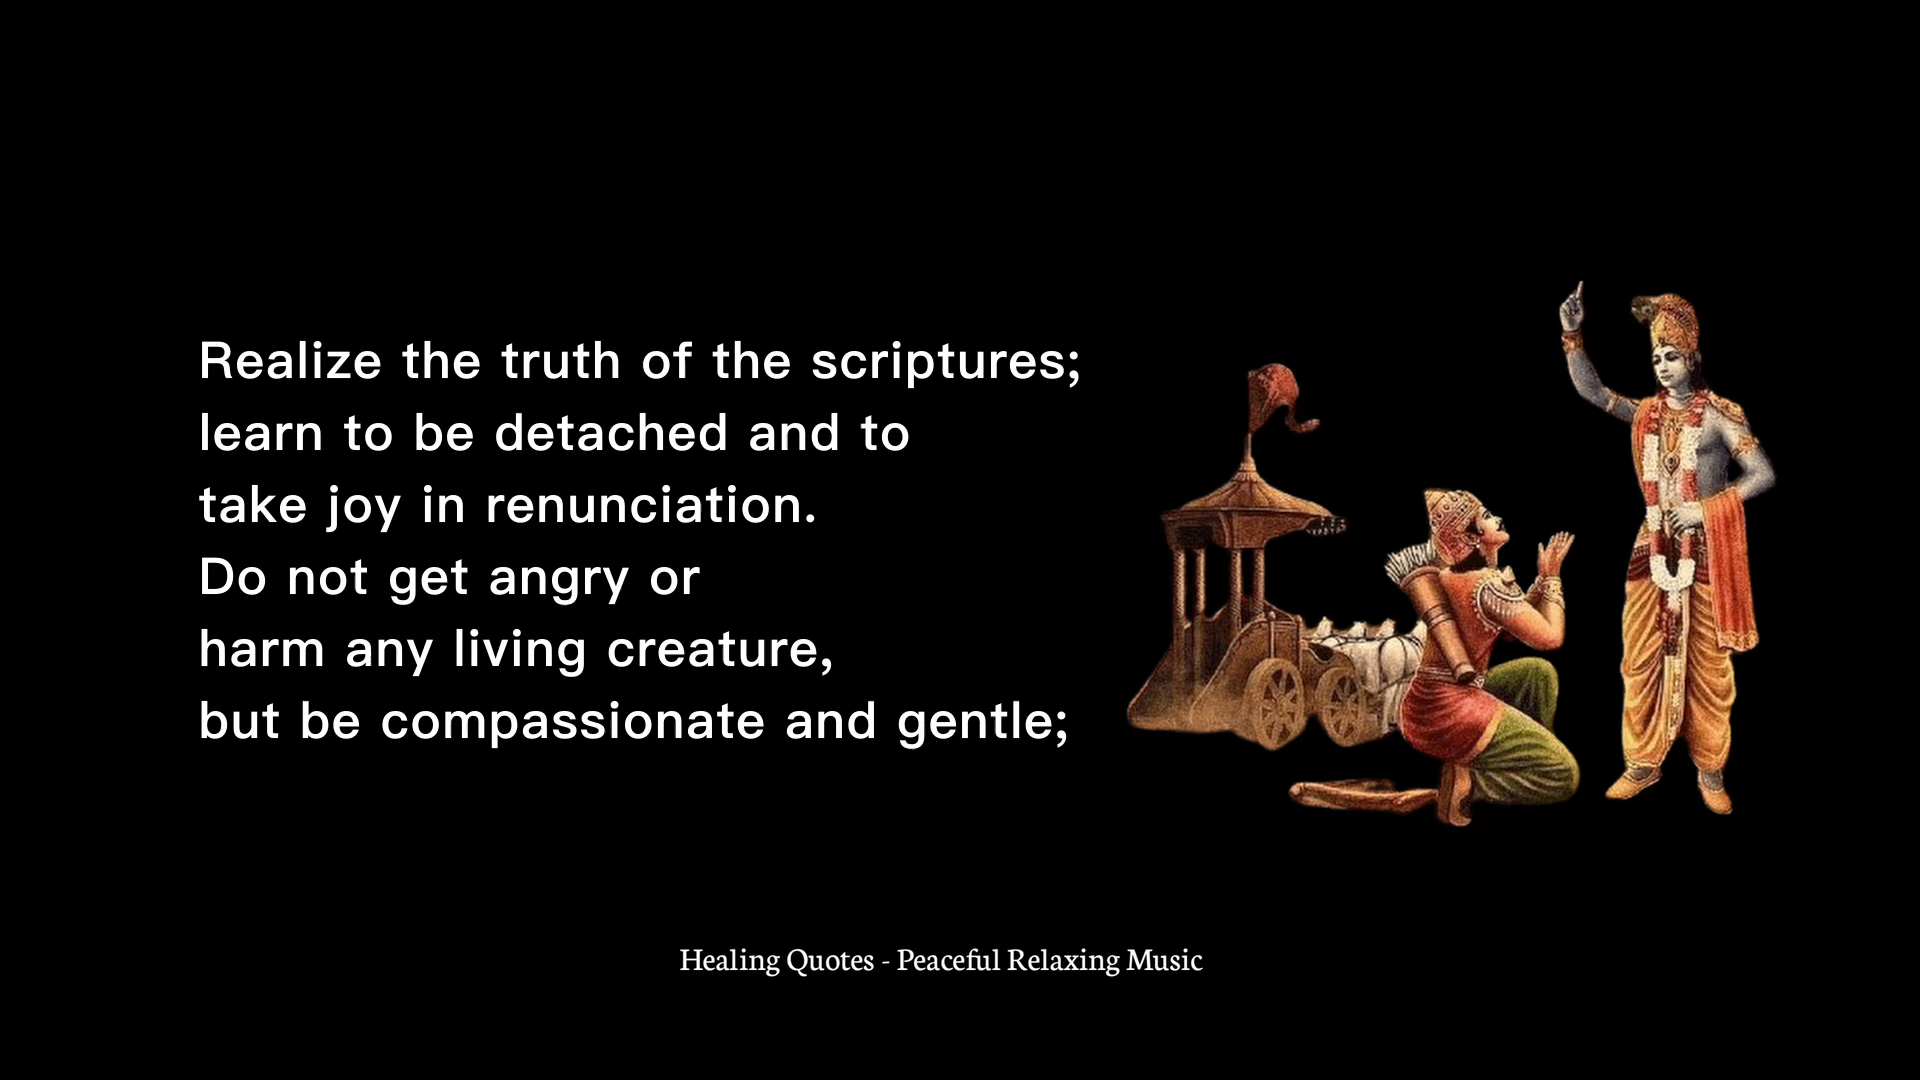 Realize the truth of the scriptures;
learn to be detached and to
take joy in renunciation.
Do not get angry or
harm any living creature,
but be compassionate and gentle;
Healing Quotes - Peaceful Relaxing Music